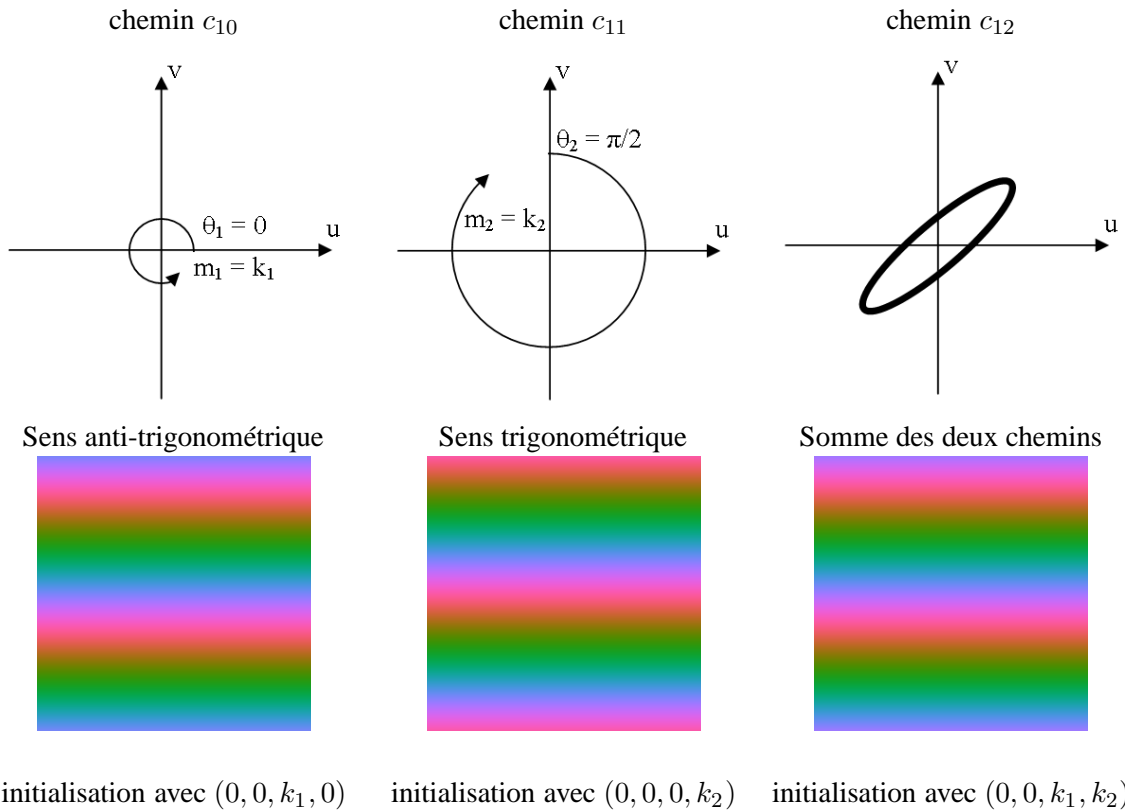 chemin c₁₀
chemin c₁₁
chemin c₁₂
v
v
v
θ₂ = π/2
θ₁ = 0
u
m₂ = k₂
u
u
m₁ = k₁
Sens anti-trigonométrique
Sens trigonométrique
Somme des deux chemins
initialisation avec (0, 0, k₁, 0)
initialisation avec (0, 0, 0, k₂)
initialisation avec (0, 0, k₁, k₂)